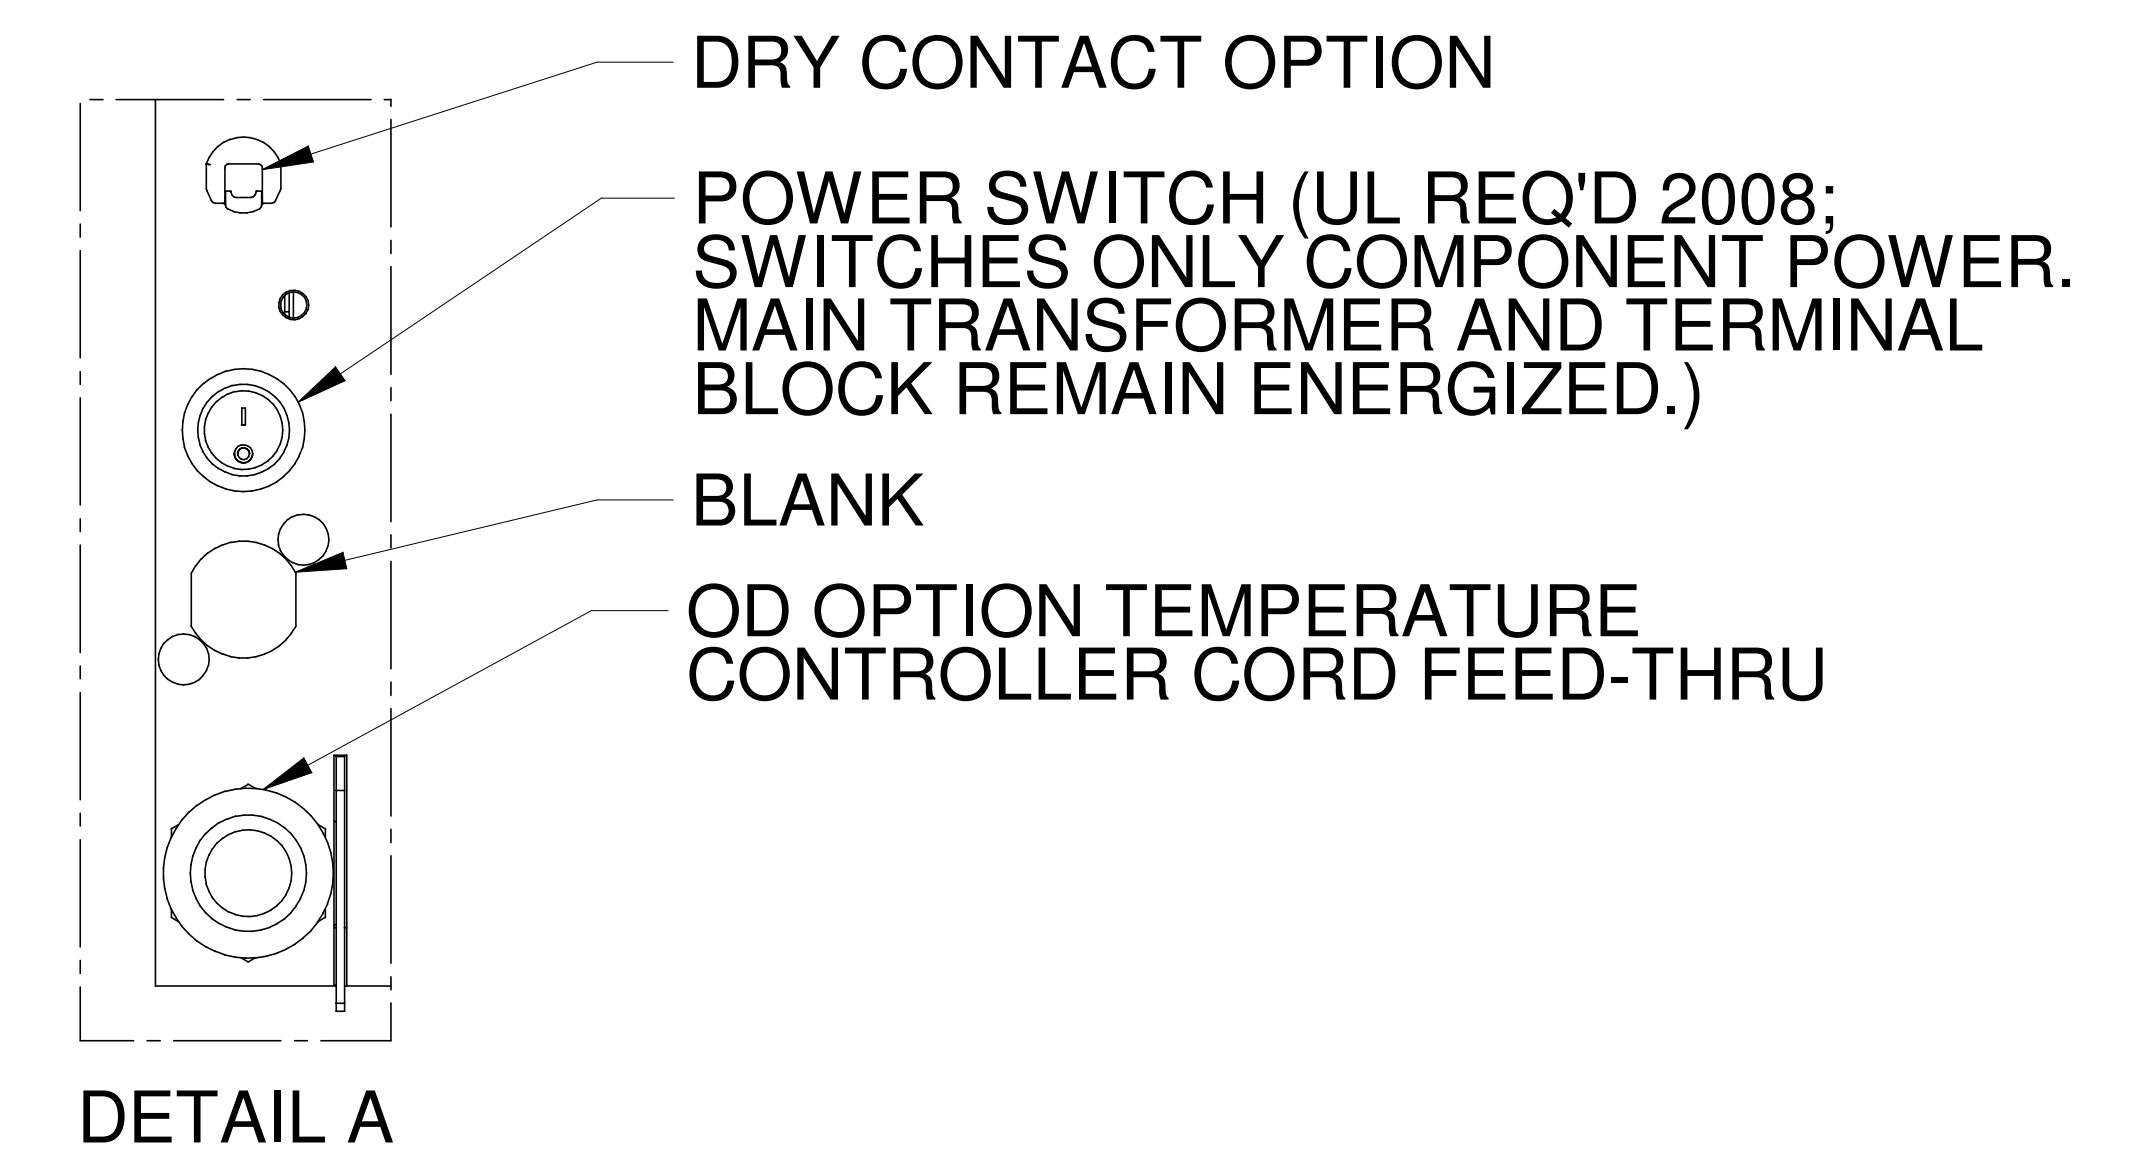 DRY CONTACT OPTION
POWER SWITCH (UL REQ'D 2008;
SWITCHES ONLY COMPONENT POWER.
MAIN TRANSFORMER AND TERMINAL
BLOCK REMAIN ENERGIZED.)
BLANK
OD OPTION TEMPERATURE
CONTROLLER CORD FEED-THRU
DETAIL A